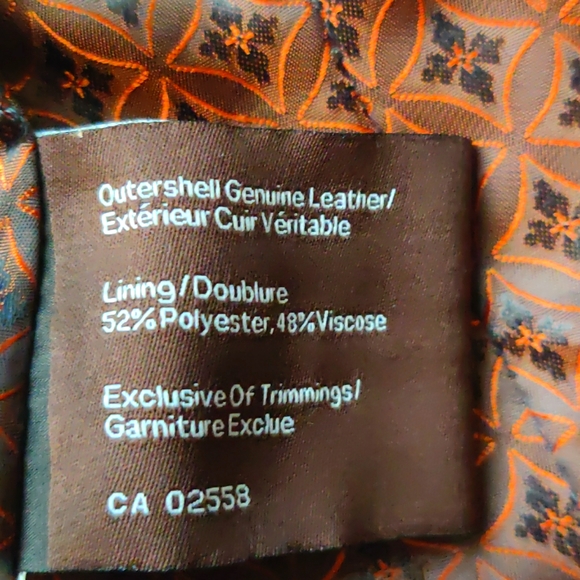 Outershell Genuine Leather/
Extérieur Cuir Véritable
Lining/Doublure
52% Polyester, 48% Viscose
Exclusive Of Trimmings/
Garniture Exclue
CA 02558